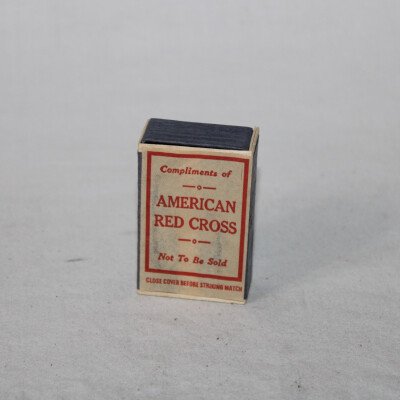 Compliments of
AMERICAN
RED CROSS
Not To Be Sold
CLOSE COVER BEFORE STRIKING MATCH